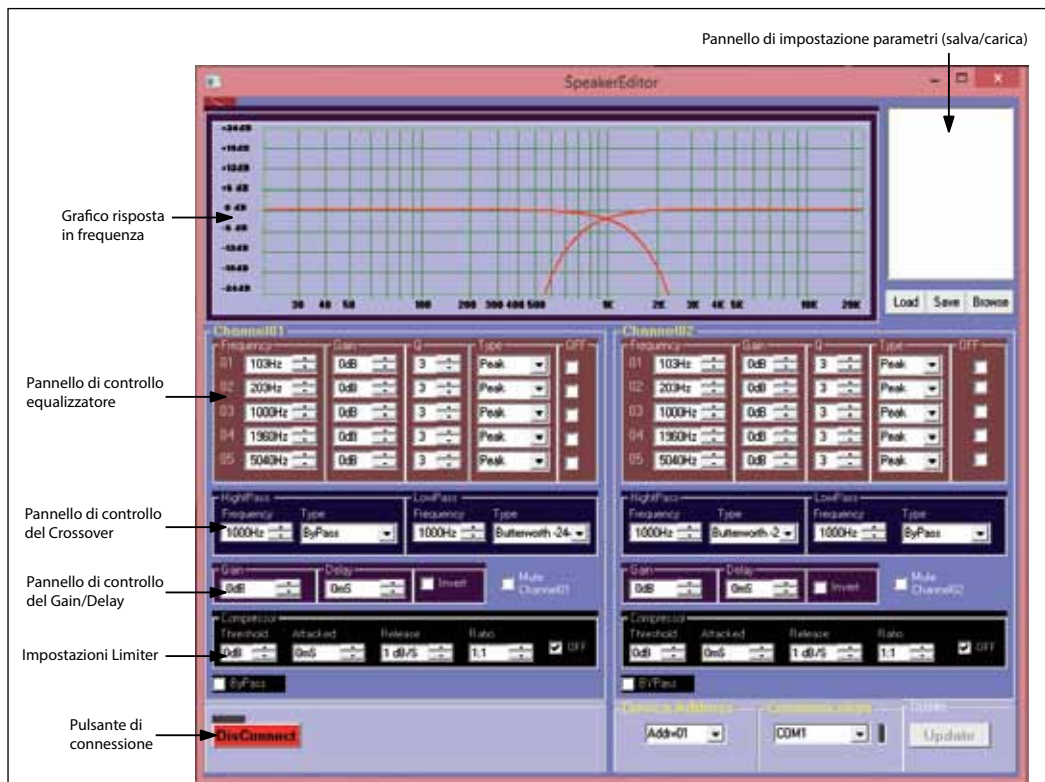 Pannello di impostazione parametri (salva/carica)
SpeakerEditor
+24dB
+18dB
+12dB
+6 dB
0 dB
-6 dB
-12dB
-18dB
-24dB
30 40 50 100 200 300 400 500 1K 2K 3K 4K 5K 10K 20K
Grafico risposta
in frequenza
Load Save Browse
Channel01
Frequency Gain Q Type OFF
01 103Hz 0dB 3 Peak
02 203Hz 0dB 3 Peak
03 1000Hz 0dB 3 Peak
04 1960Hz 0dB 3 Peak
05 5040Hz 0dB 3 Peak
Channel02
Frequency Gain Q Type OFF
01 103Hz 0dB 3 Peak
02 203Hz 0dB 3 Peak
03 1000Hz 0dB 3 Peak
04 1960Hz 0dB 3 Peak
05 5040Hz 0dB 3 Peak
Pannello di controllo
equalizzatore
HightPass LowPass
Frequency Type Frequency Type
1000Hz ByPass 1000Hz Butterworth -24-
HightPass LowPass
Frequency Type Frequency Type
1000Hz Butterworth -2 1000Hz ByPass
Pannello di controllo
del Crossover
Gain Delay
0dB 0mS Invert Mute
Channel01
Gain Delay
0dB 0mS Invert Mute
Channel02
Pannello di controllo
del Gain/Delay
Compressor
Threshold Attacked Release Ratio
0dB 0mS 1 dB/S 1:1 OFF
Compressor
Threshold Attacked Release Ratio
0dB 0mS 1 dB/S 1:1 OFF
Impostazioni Limiter
ByPass
BYPass
Pulsante di
connessione
DisConnect
Device Address
Addr=01
COM1
Update
Update